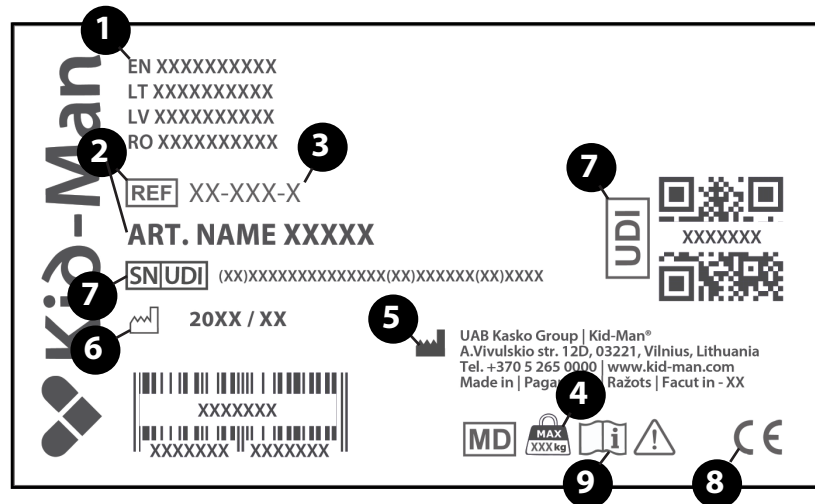 1
EN XXXXXXXXXX
LT XXXXXXXXXX
LV XXXXXXXXXX
RO XXXXXXXXXX
2
3
REF XX-XXX-X
ART. NAME XXXXX
7
SN UDI (XX)XXXXXXXXXXXXXX(XX)XXXXXX(XX)XXXX
6
20XX / XX
XXXXXXX
XXXXXXX XXXXXXX
Kid-Man
7
UDI
XXXXXXX
5
UAB Kasko Group | Kid-Man®
A.Vivulskio str. 12D, 03221, Vilnius, Lithuania
Tel. +370 5 265 0000 | www.kid-man.com
Made in | Ražots | Facut in - XX
4
MD
MAX
XXX kg
i
!
CE
9
8